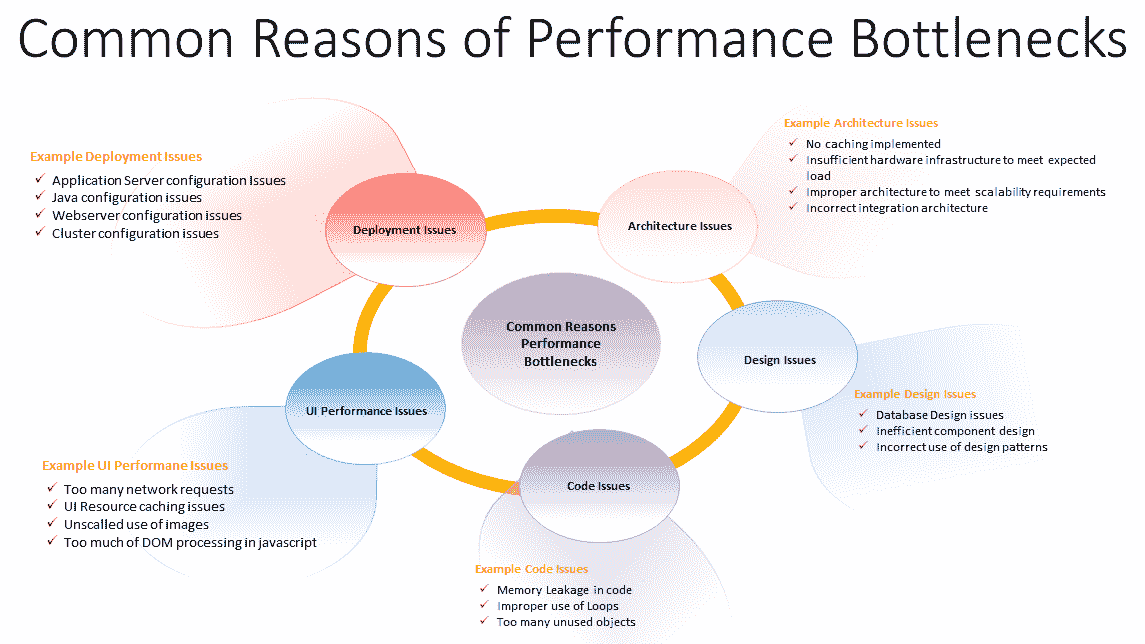 Common Reasons of Performance Bottlenecks
Example Deployment Issues
Application Server configuration Issues
Java configuration issues
Webserver configuration issues
Cluster configuration issues
Deployment Issues
Example Architecture Issues
No caching implemented
Insufficient hardware infrastructure to meet expected
load
Improper architecture to meet scalability requirements
Incorrect integration architecture
Architecture Issues
Common Reasons
Performance
Bottlenecks
Design Issues
Example Design Issues
Database Design issues
Inefficient component design
Incorrect use of design patterns
UI Performance Issues
Example UI Performane Issues
Too many network requests
UI Resource caching issues
Unscalled use of images
Too much of DOM processing in javascript
Code Issues
Example Code Issues
Memory Leakage in code
Improper use of Loops
Too many unused objects